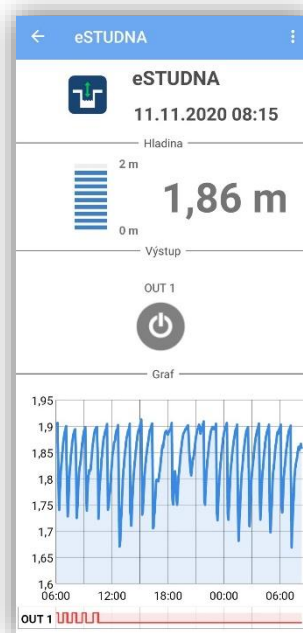 eSTUDNA
eSTUDNA
11.11.2020 08:15
Hladina
2 m
1,86 m
0 m
Výstup
OUT 1
Graf
1,95
1,9
1,85
1,8
1,75
1,7
1,65
1,6
06:00 12:00 18:00 00:00 06:00
OUT 1